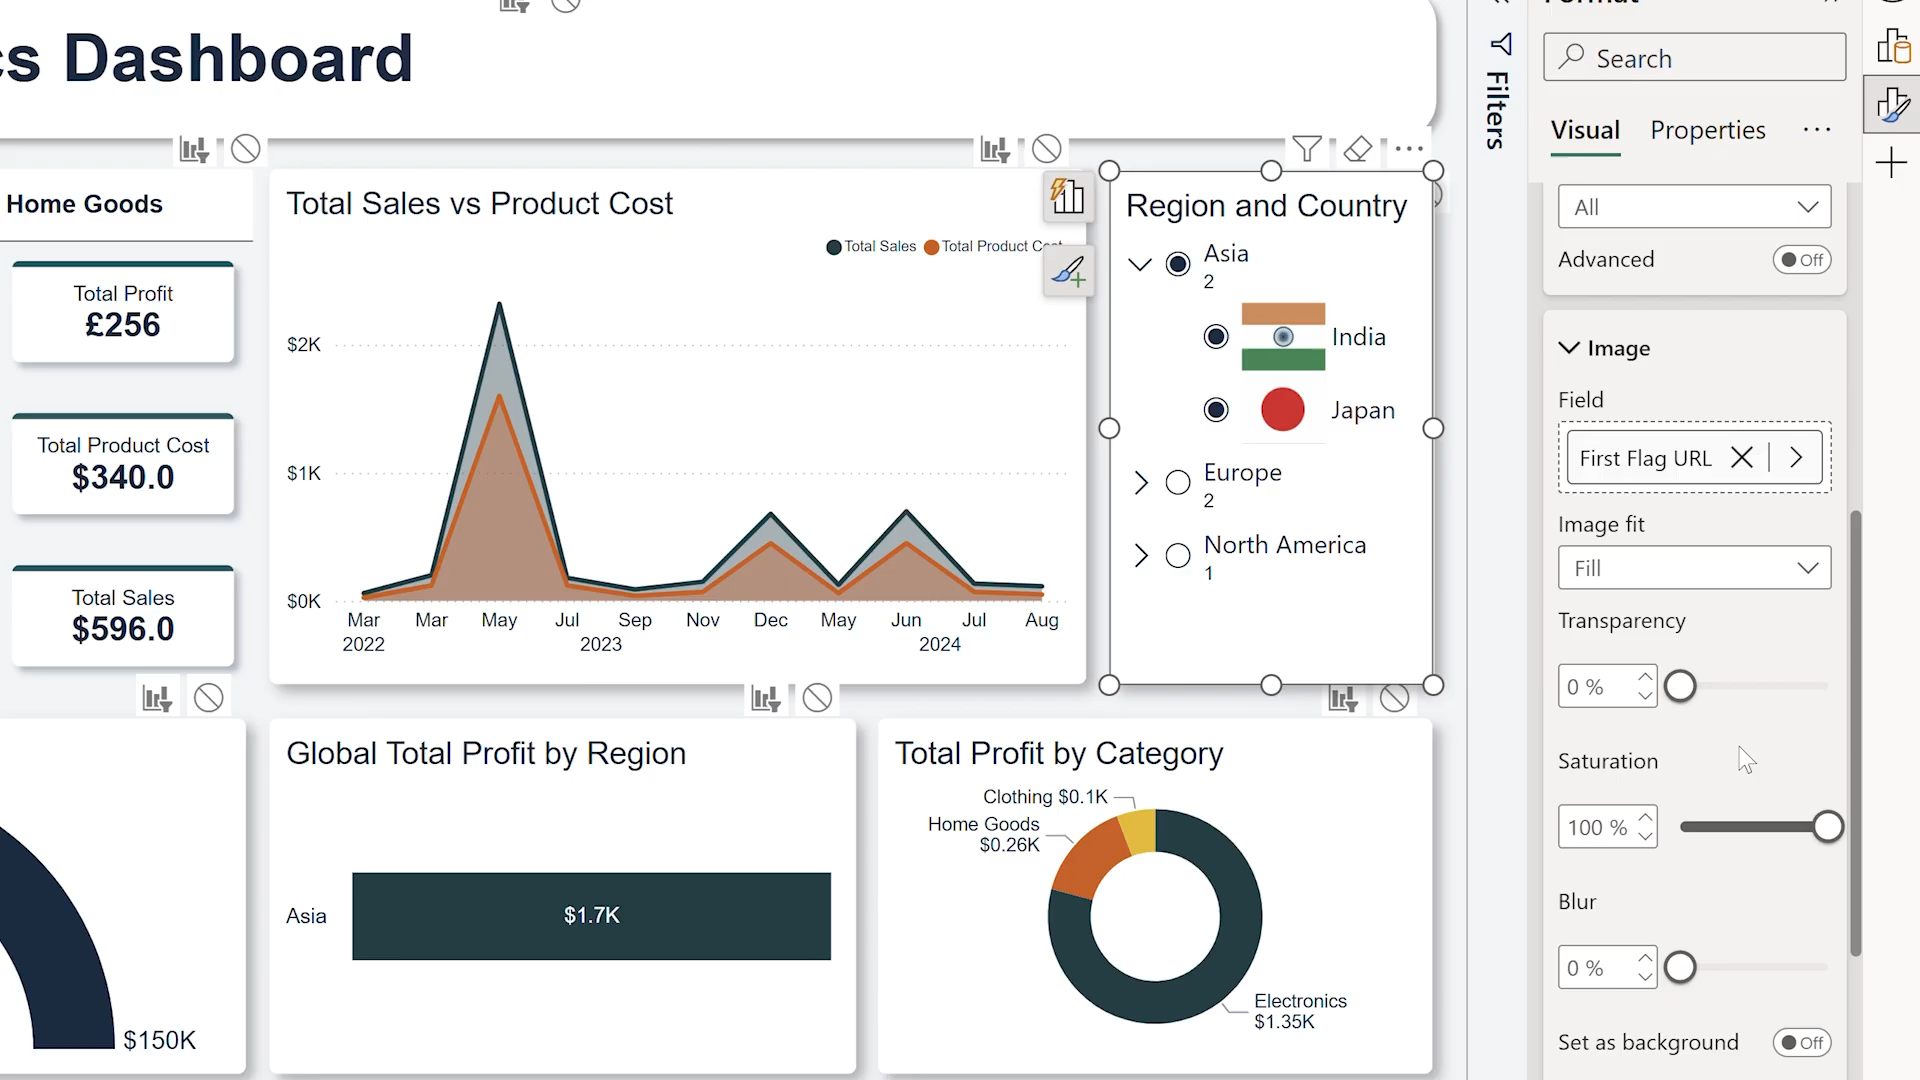 cs Dashboard
Home Goods
Total Profit
£256
Total Product Cost
$340.0
Total Sales
$596.0
Total Sales vs Product Cost
Total Sales
Total Product Cost
$2K
$1K
$0K
Mar Mar May Jul Sep Nov Dec May Jun Jul Aug
2022 2023 2024
Region and Country
Asia
2
India
Japan
Europe
2
North America
1
$150K
Global Total Profit by Region
Asia
$1.7K
Total Profit by Category
Clothing $0.1K
Home Goods
$0.26K
Electronics
$1.35K
Filters
Format
Search
Visual Properties
All
Advanced
Off
Image
Field
First Flag URL
Image fit
Fill
Transparency
0 %
Saturation
100 %
Blur
0 %
Set as background
Off